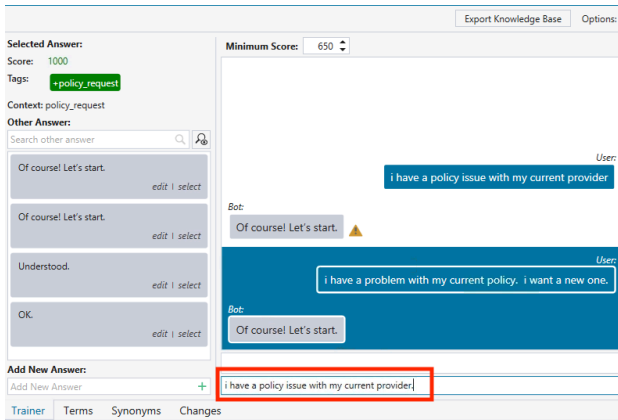 Export Knowledge Base
Options:
Selected Answer:
Score: 1000
Tags: +policy_request
Context: policy_request
Other Answer:
Search other answer
Of course! Let's start.
edit | select
Of course! Let's start.
edit | select
Understood.
edit | select
OK.
edit | select
Add New Answer:
Add New Answer +
Minimum Score: 650
User:
i have a policy issue with my current provider
Bot:
Of course! Let's start.
User:
i have a problem with my current policy.  i want a new one.
Bot:
Of course! Let's start.
i have a policy issue with my current provider.
Trainer Terms Synonyms Changes